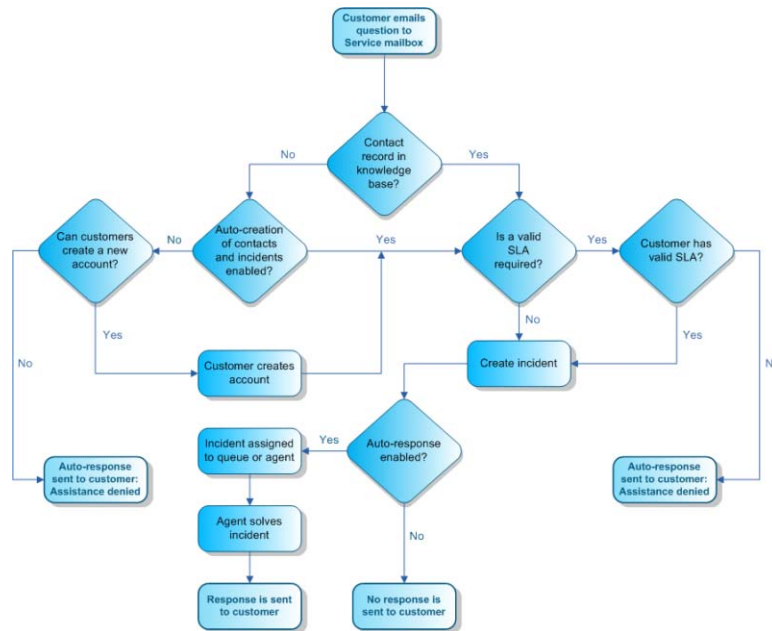 Customer emails
question to
Service mailbox
Contact
record in
knowledge
base?
No
Yes
Can customers
create a new
account?
No
Auto-creation
of contacts
and incidents
enabled?
Yes
Is a valid
SLA
required?
Yes
Customer has
valid SLA?
No
Yes
No
Yes
Customer creates
account
Create incident
Incident assigned
to queue or agent
Yes
Auto-response
enabled?
Auto-response
sent to customer:
Assistance denied
Auto-response
sent to customer:
Assistance denied
Agent solves
incident
No
Response is sent
to customer
No response is
sent to customer